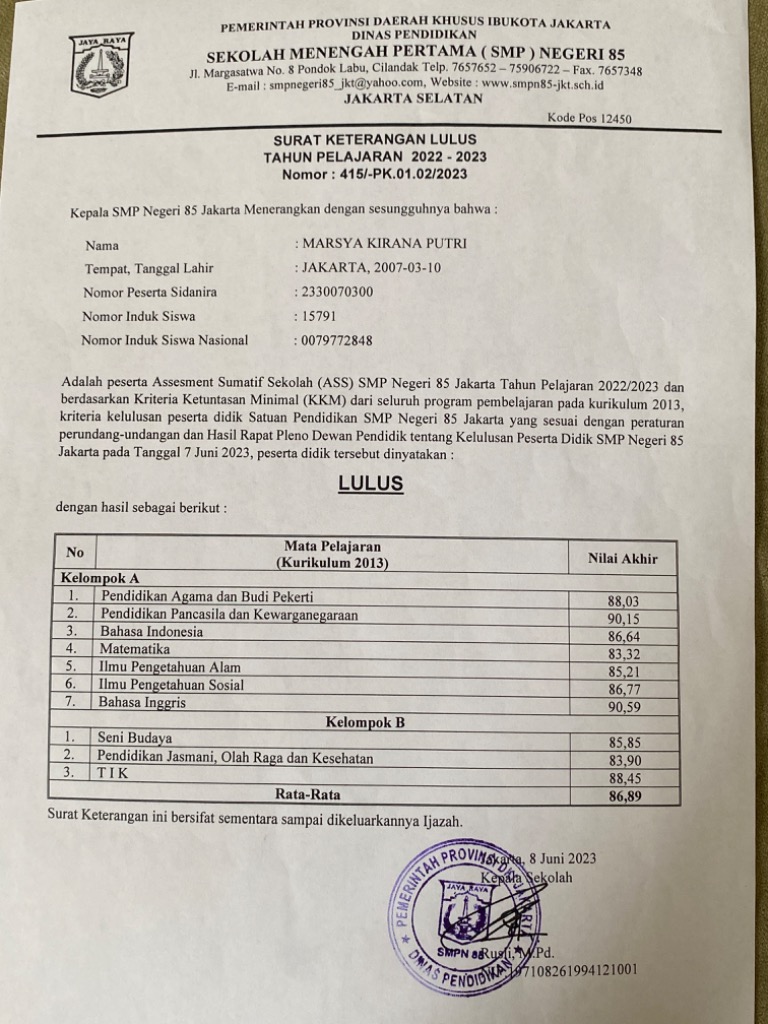 JAYA RAYA
PEMERINTAH PROVINSI DAERAH KHUSUS IBUKOTA JAKARTA
DINAS PENDIDIKAN
SEKOLAH MENENGAH PERTAMA ( SMP ) NEGERI 85
Jl. Margasatwa No. 8 Pondok Labu, Cilandak Telp. 7657652 – 75906722 – Fax. 7657348
E-mail : smpnegeri85_jkt@yahoo.com, Website : www.smpn85-jkt.sch.id
JAKARTA SELATAN
Kode Pos 12450
SURAT KETERANGAN LULUS
TAHUN PELAJARAN 2022 - 2023
Nomor : 415/-PK.01.02/2023
Kepala SMP Negeri 85 Jakarta Menerangkan dengan sesungguhnya bahwa :
Nama : MARSYA KIRANA PUTRI
Tempat, Tanggal Lahir : JAKARTA, 2007-03-10
Nomor Peserta Sidanira : 2330070300
Nomor Induk Siswa : 15791
Nomor Induk Siswa Nasional : 0079772848
Adalah peserta Assesment Sumatif Sekolah (ASS) SMP Negeri 85 Jakarta Tahun Pelajaran 2022/2023 dan
berdasarkan Kriteria Ketuntasan Minimal (KKM) dari seluruh program pembelajaran pada kurikulum 2013,
kriteria kelulusan peserta didik Satuan Pendidikan SMP Negeri 85 Jakarta yang sesuai dengan peraturan
perundang-undangan dan Hasil Rapat Pleno Dewan Pendidik tentang Kelulusan Peserta Didik SMP Negeri 85
Jakarta pada Tanggal 7 Juni 2023, peserta didik tersebut dinyatakan :
LULUS
dengan hasil sebagai berikut :
No Mata Pelajaran Nilai Akhir
(Kurikulum 2013)
Kelompok A
1. Pendidikan Agama dan Budi Pekerti 88,03
2. Pendidikan Pancasila dan Kewarganegaraan 90,15
3. Bahasa Indonesia 86,64
4. Matematika 83,32
5. Ilmu Pengetahuan Alam 85,21
6. Ilmu Pengetahuan Sosial 86,77
7. Bahasa Inggris 90,59
Kelompok B
1. Seni Budaya 85,85
2. Pendidikan Jasmani, Olah Raga dan Kesehatan 83,90
3. T I K 88,45
Rata-Rata 86,89
Surat Keterangan ini bersifat sementara sampai dikeluarkannya Ijazah.
8 Juni 2023
Kepala Sekolah
PEMERINTAH PROVINSI DKI JAKARTA
JAYA RAYA
SMPN 85
DINAS PENDIDIKAN
Rusli, M.Pd.
197108261994121001